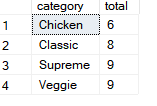 category total
1 Chicken 6
2 Classic 8
3 Supreme 9
4 Veggie 9